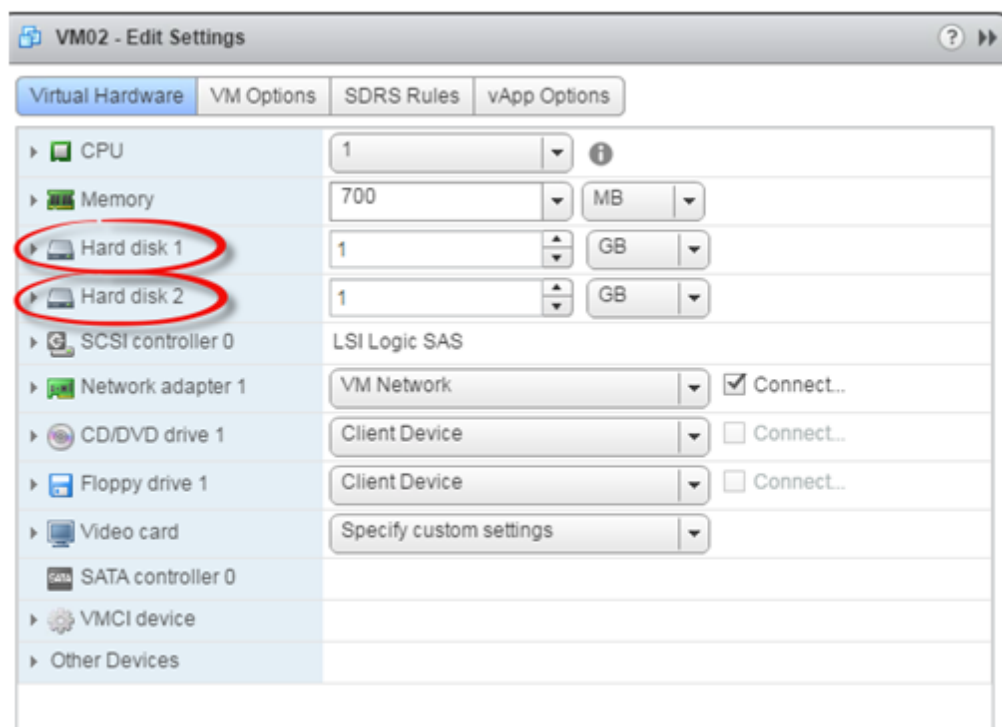 VM02 - Edit Settings ?
Virtual Hardware VM Options SDRS Rules vApp Options
CPU 1
Memory 700 MB
Hard disk 1 1 GB
Hard disk 2 1 GB
SCSI controller 0 LSI Logic SAS
Network adapter 1 VM Network Connect...
CD/DVD drive 1 Client Device Connect...
Floppy drive 1 Client Device Connect...
Video card Specify custom settings
SATA SATA controller 0
VMCI device
Other Devices